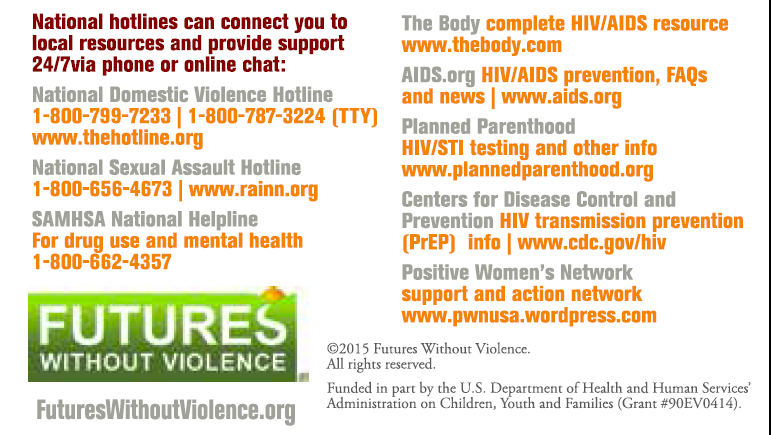 National hotlines can connect you to
local resources and provide support
24/7via phone or online chat:
National Domestic Violence Hotline
1-800-799-7233 | 1-800-787-3224 (TTY)
www.thehotline.org
National Sexual Assault Hotline
1-800-656-4673 | www.rainn.org
SAMHSA National Helpline
For drug use and mental health
1-800-662-4357
FUTURES
WITHOUT VIOLENCE
FuturesWithoutViolence.org
The Body complete HIV/AIDS resource
www.thebody.com
AIDS.org HIV/AIDS prevention, FAQs
and news | www.aids.org
Planned Parenthood
HIV/STI testing and other info
www.plannedparenthood.org
Centers for Disease Control and
Prevention HIV transmission prevention
(PrEP) info | www.cdc.gov/hiv
Positive Women's Network
support and action network
www.pwnusa.wordpress.com
©2015 Futures Without Violence.
All rights reserved.
Funded in part by the U.S. Department of Health and Human Services'
Administration on Children, Youth and Families (Grant #90EV0414).